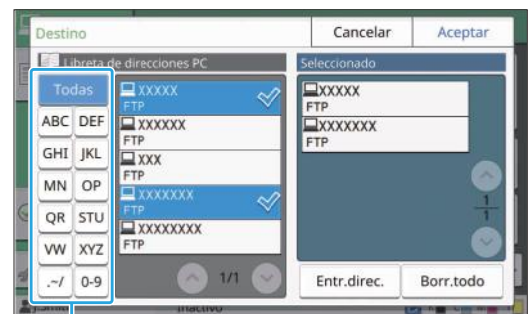 Destino
Cancelar
Aceptar
Libreta de direcciones PC
Seleccionado
Todas
ABC DEF
GHI JKL
MN OP
QR STU
VW XYZ
.~/ 0-9
XXXXX
FTP
XXXXXX
FTP
XXX
FTP
XXXXXXX
FTP
XXXXXXXX
FTP
1/1
XXXXX
FTP
XXXXXXX
FTP
1
1
Entr.direc.
Borr.todo
Inactivo